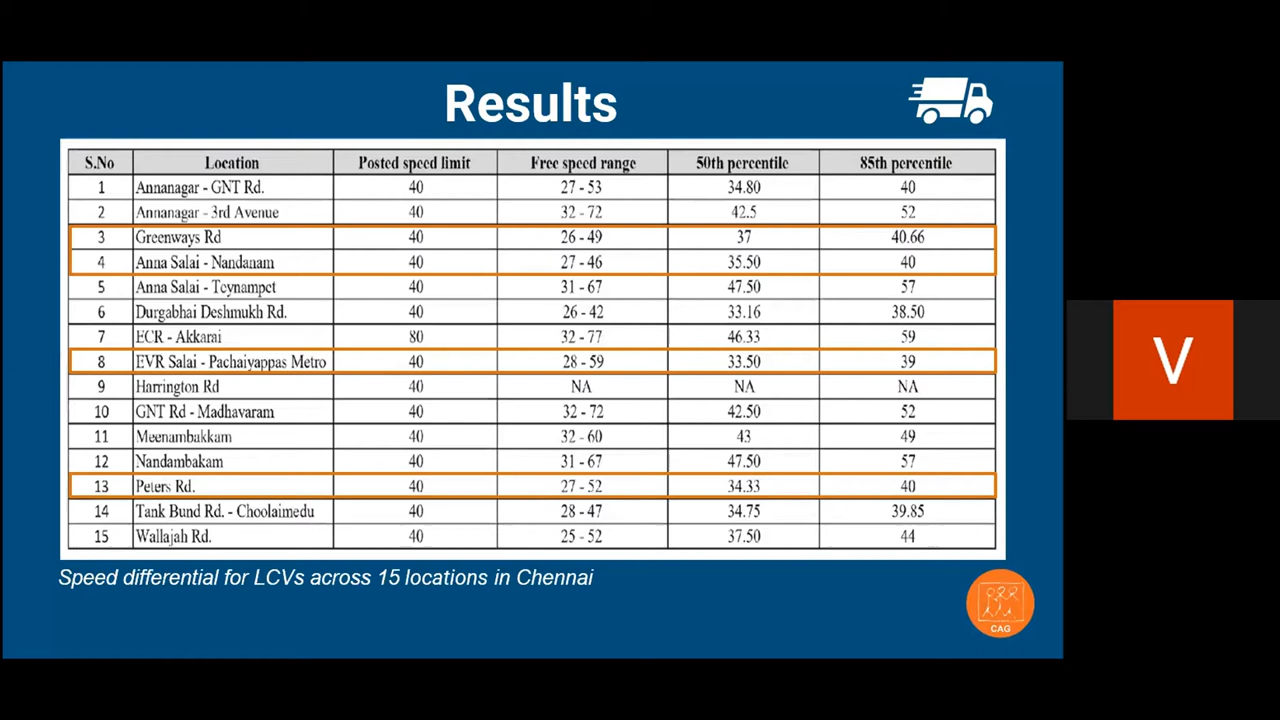 Results
S.No Location Posted speed limit Free speed range 50th percentile 85th percentile
1 Annanagar - GNT Rd. 40 27 - 53 34.80 40
2 Annanagar - 3rd Avenue 40 32 - 72 42.5 52
3 Greenways Rd 40 26 - 49 37 40.66
4 Anna Salai - Nandanam 40 27 - 46 35.50 40
5 Anna Salai - Teynampet 40 31 - 67 47.50 57
6 Durgabhai Deshmukh Rd. 40 26 - 42 33.16 38.50
7 ECR - Akkarai 80 32 - 77 46.33 59
8 EVR Salai - Pachaiyappas Metro 40 28 - 59 33.50 39
9 Harrington Rd 40 NA NA NA
10 GNT Rd - Madhavaram 40 32 - 72 42.50 52
11 Meenambakkam 40 32 - 60 43 49
12 Nandambakam 40 31 - 67 47.50 57
13 Peters Rd. 40 27 - 52 34.33 40
14 Tank Bund Rd. - Choolaimedu 40 28 - 47 34.75 39.85
15 Wallajah Rd. 40 25 - 52 37.50 44
Speed differential for LCVs across 15 locations in Chennai
CAG
V